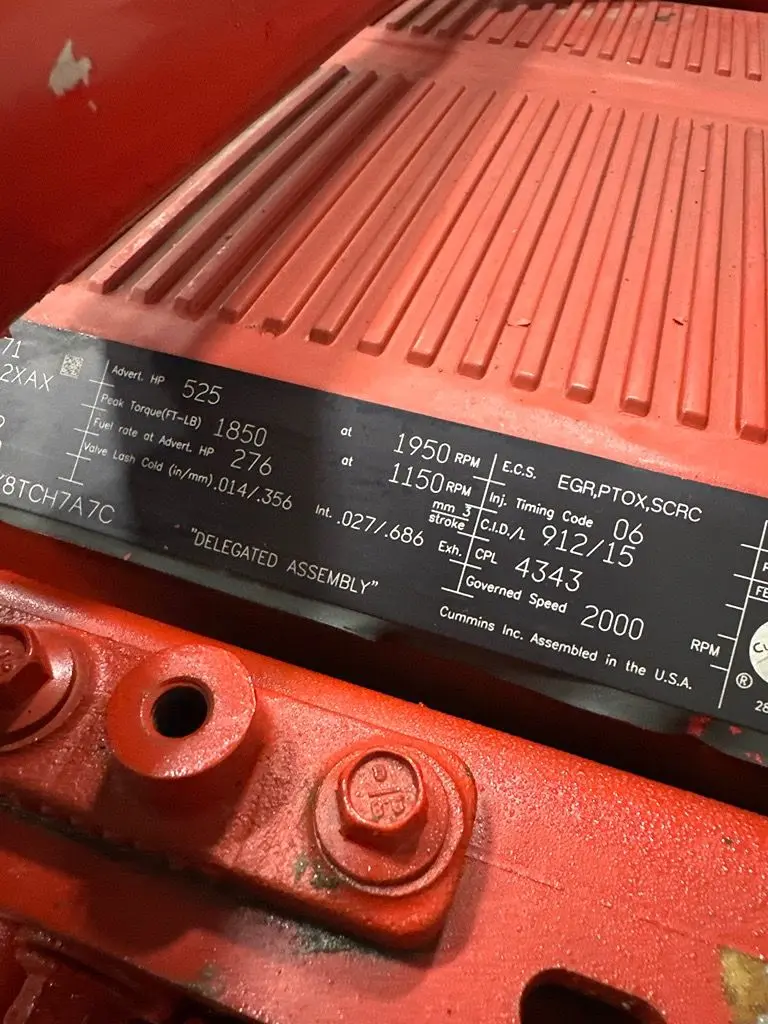 71
2XAX
Advert. HP 525 at 1950 RPM
Peak Torque(FT-LB) 1850 at 1150 RPM
Fuel rate at Advert. HP 276 mm 3 stroke
Valve Lash Cold (in/mm) .014/.356 Int. .027/.686 Exh.
8TCH7A7C
"DELEGATED ASSEMBLY"
E.C.S. EGR,PTOX,SCRC
Inj. Timing Code 06
C.I.D./L 912/15
CPL 4343
Governed Speed 2000 RPM
Cummins Inc. Assembled in the U.S.A.
®
28